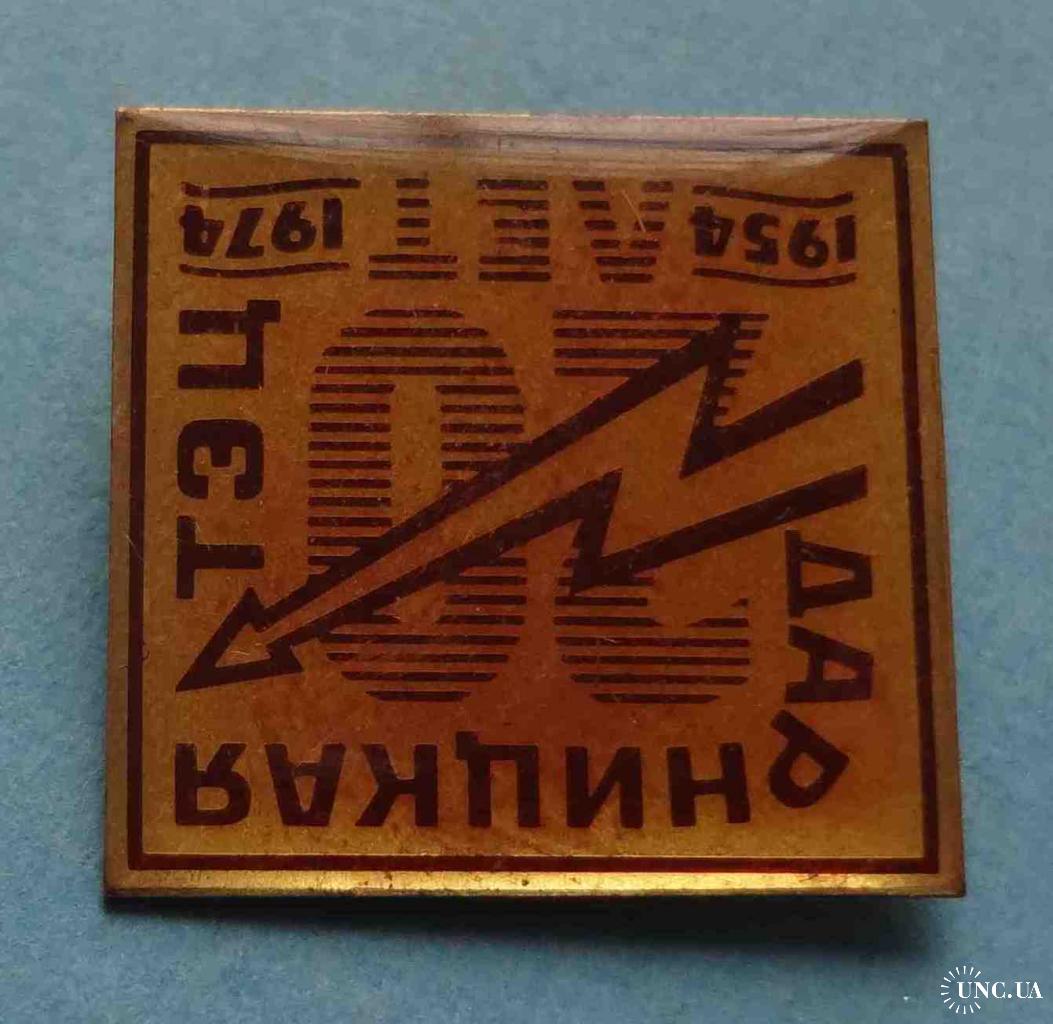 ДАРНИЦКАЯ
ТЭЦ
20
1954 ЛЕТ 1974
UNC.UA